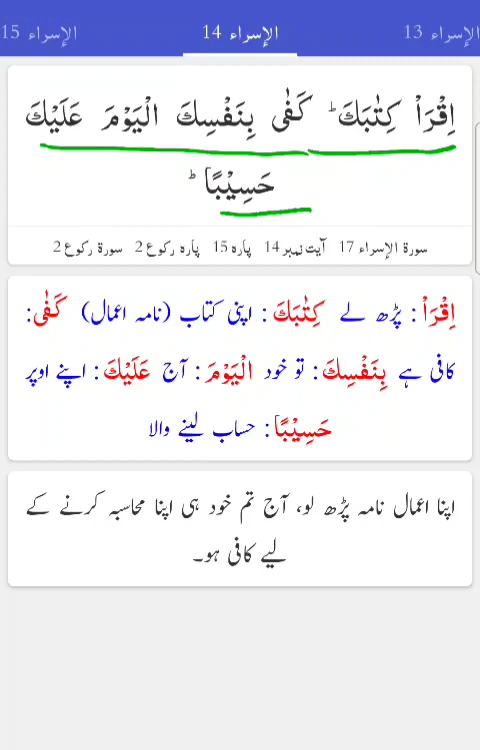 الإسراء 13 الإسراء 14 الإسراء 15
اِقْرَاْ كِتٰبَكَ ؕ كَفٰى بِنَفْسِكَ الْيَوْمَ عَلَيْكَ
حَسِيْبًا ؕ
سورة الإسراء 17 آیت نمبر 14 پارہ 15 پارہ رکوع 2 سورة رکوع 2
اِقْرَاْ : پڑھ لے كِتٰبَكَ : اپنی کتاب (نامہ اعمال) كَفٰى :
کافی ہے بِنَفْسِكَ : تو خود الْيَوْمَ : آج عَلَيْكَ : اپنے اوپر
حَسِيْبًا : حساب لینے والا
اپنا اعمال نامہ پڑھ لو، آج تم خود ہی اپنا محاسبہ کرنے کے
لیے کافی ہو۔